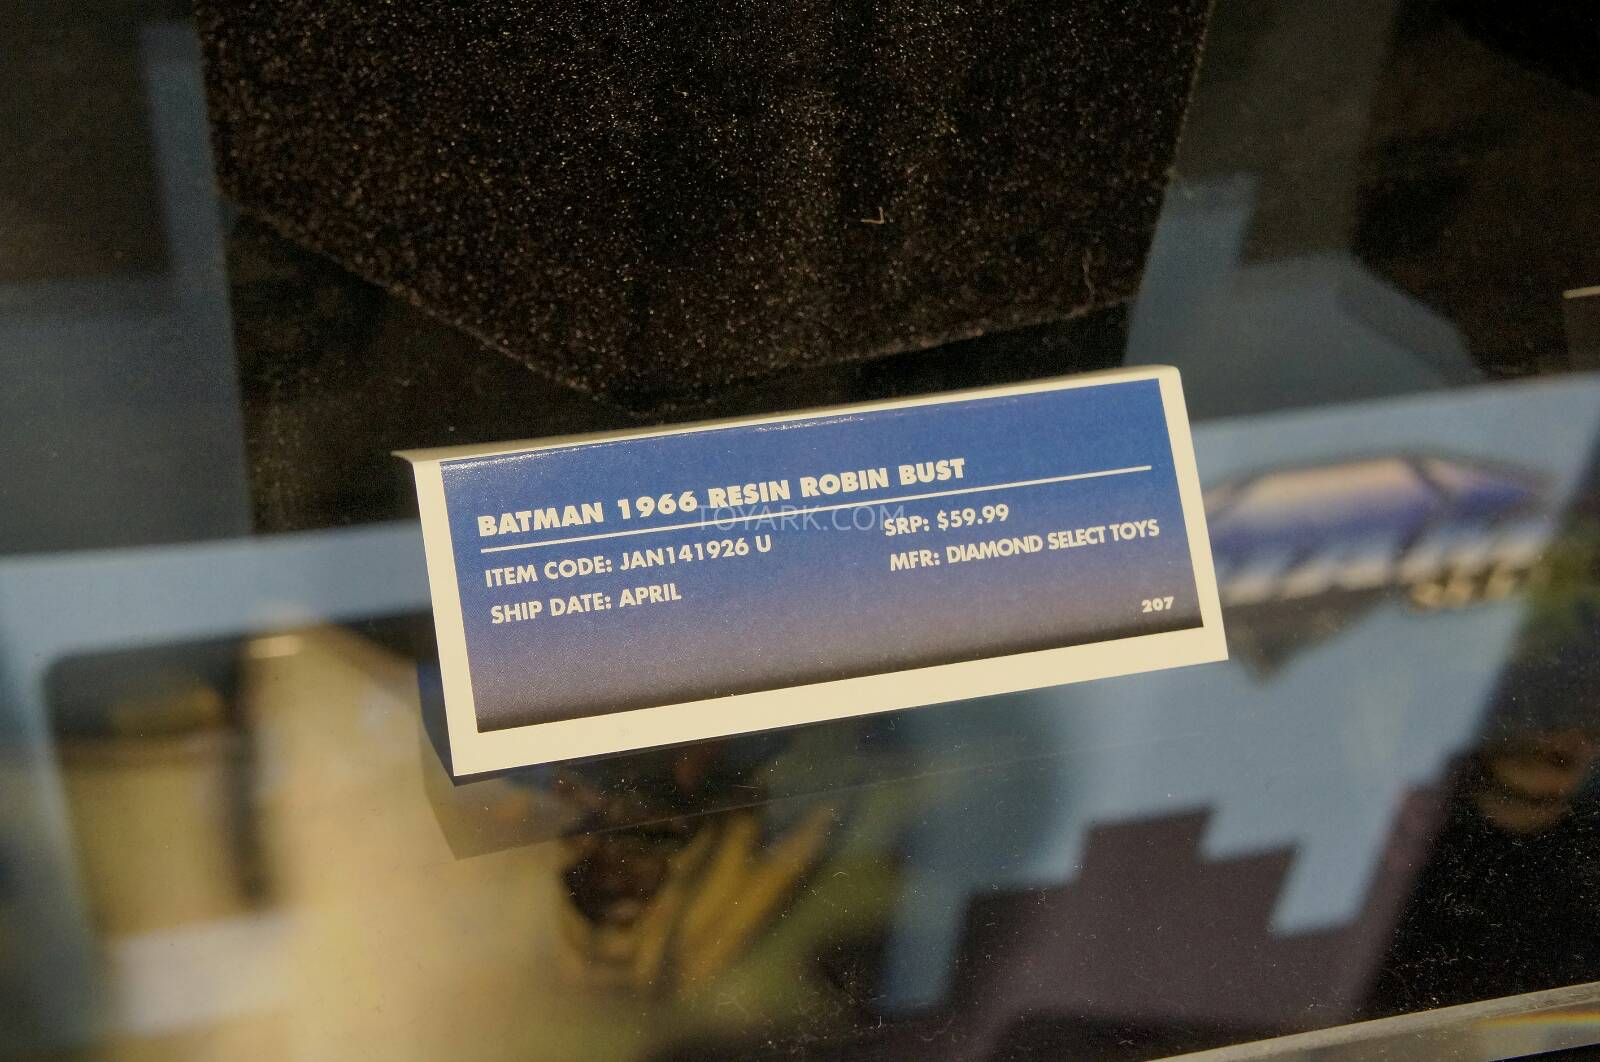 BATMAN 1966 RESIN ROBIN BUST
ITEM CODE: JAN141926 U
SRP: $59.99
SHIP DATE: APRIL
MFR: DIAMOND SELECT TOYS
207
TOYARK.COM